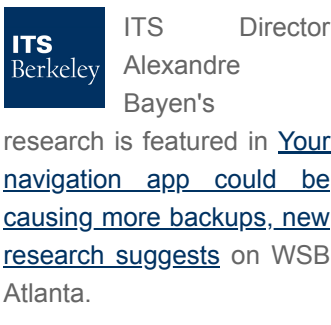 ITS
Berkeley
ITS Director
Alexandre
Bayen's
research is featured in Your
navigation app could be
causing more backups, new
research suggests on WSB
Atlanta.